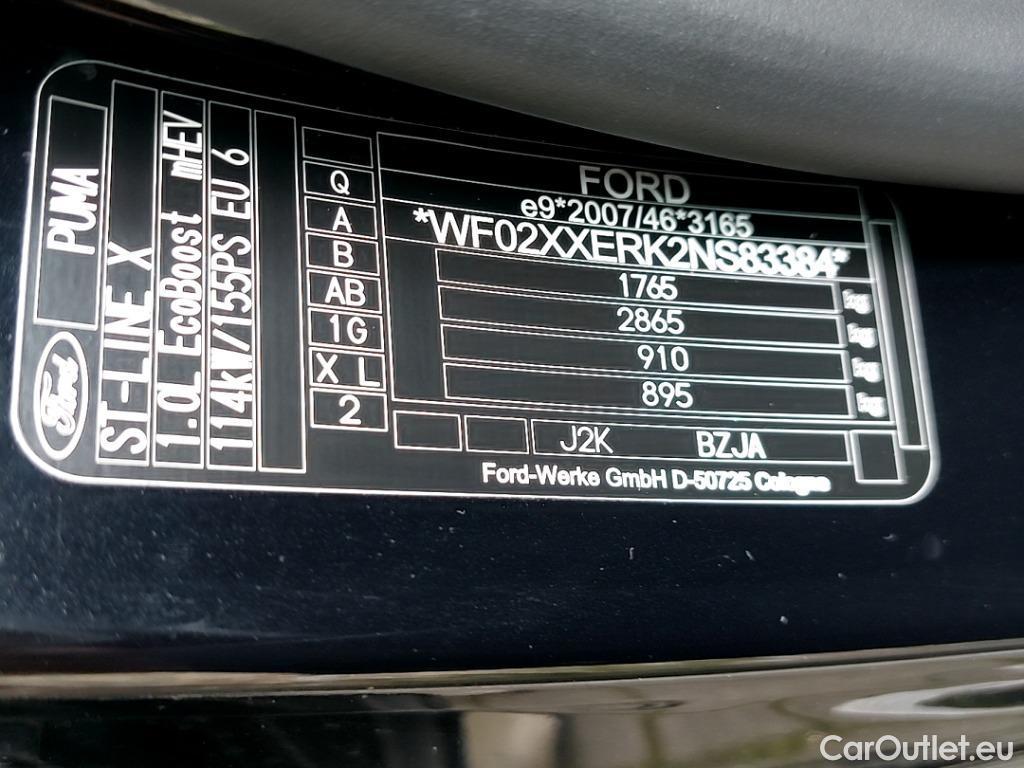 PUMA
Ford
ST-LINE X
1.0L EcoBoost mHEV
114kW/155PS EU 6
Q
A
B
AB
1G
X L
2
FORD
e9*2007/46*3165
*WF02XXERK2NS83384*
1765 kg
2865 kg
910 kg
895 kg
J2K BZJA
Ford-Werke GmbH D-50725 Cologne
CarOutlet.eu